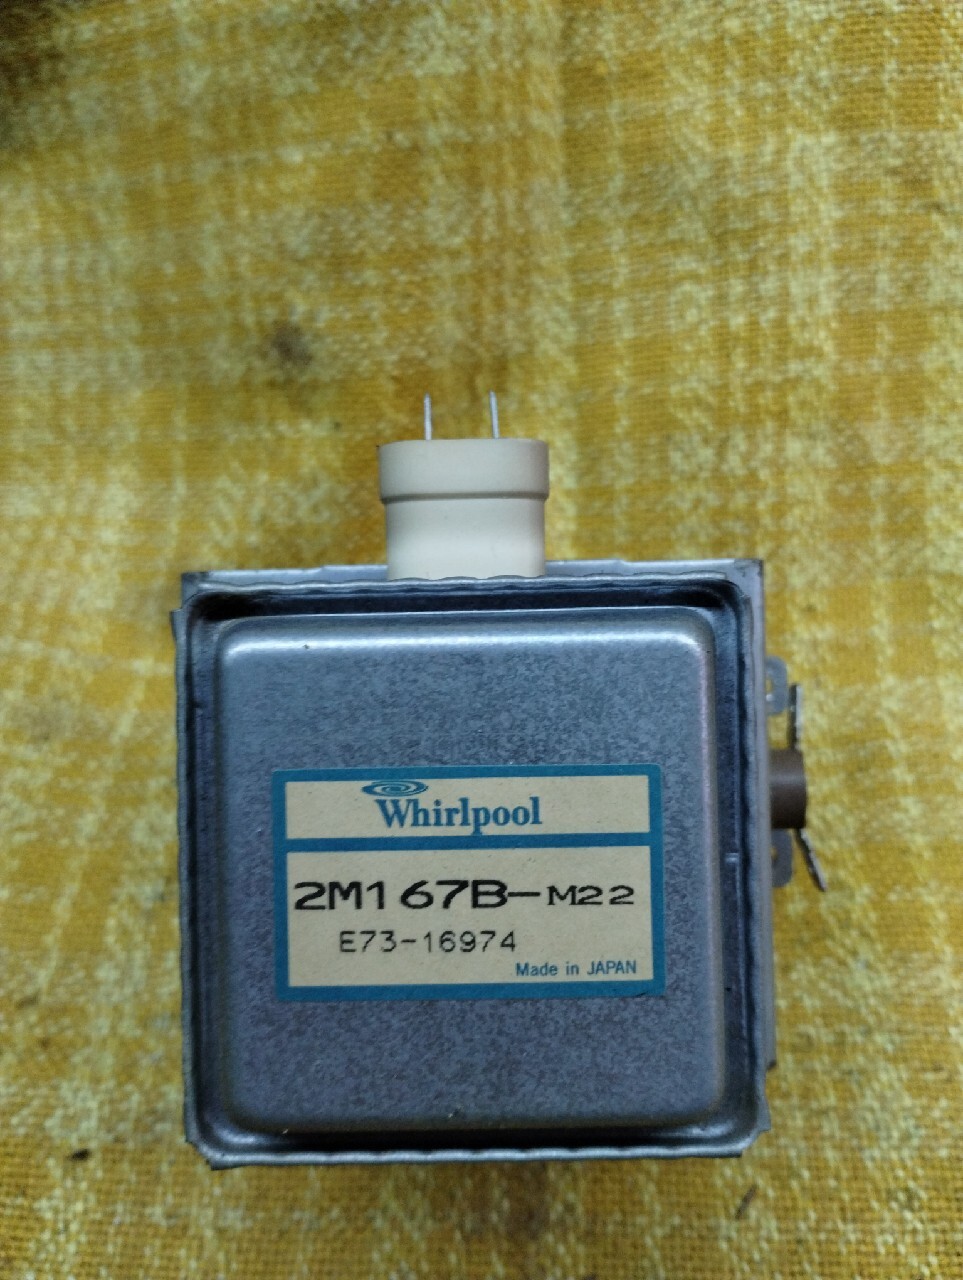 Whirlpool
2M167B-M22
E73-16974
Made in JAPAN